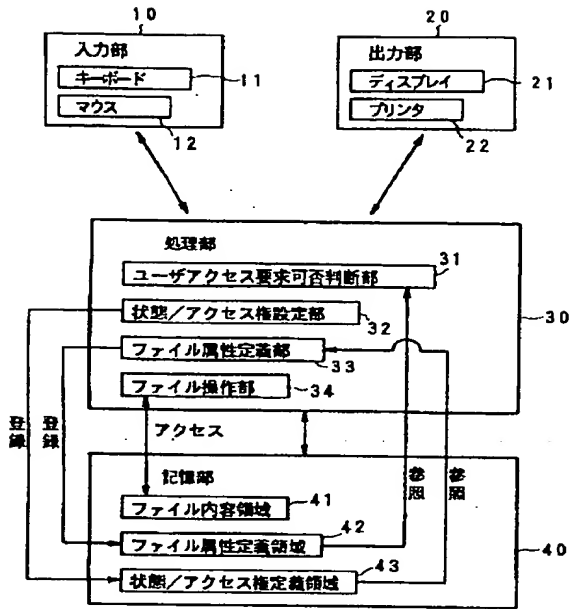 10
入力部
キーボード
11
マウス
12
20
出力部
ディスプレイ
21
プリンタ
22
処理部
31
ユーザアクセス要求可否判断部
状態／アクセス権設定部
32
30
ファイル属性定義部
33
ファイル操作部
34
登録
登録
アクセス
参照
参照
記憶部
ファイル内容領域
41
42
ファイル属性定義領域
43
40
状態／アクセス権定義領域